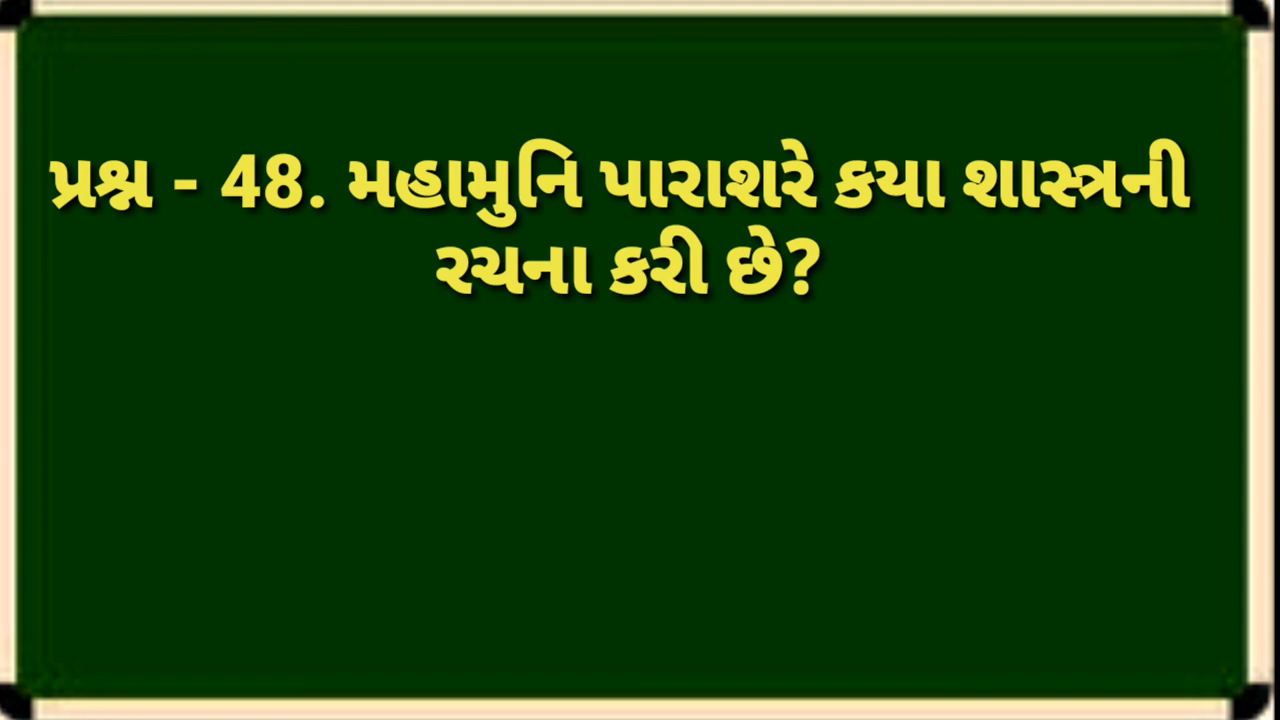 પ્રશ્ન - 48. મહામુનિ પારાશરે કયા શાસ્ત્રની
રચના કરી છે?